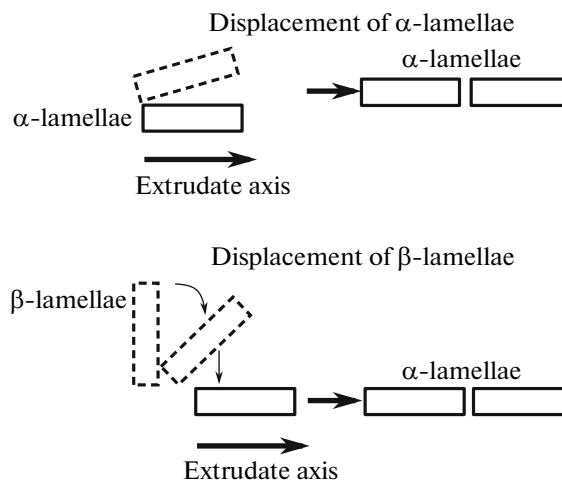 Displacement of α-lamellae
α-lamellae
α-lamellae
Extrudate axis
Displacement of β-lamellae
β-lamellae
α-lamellae
Extrudate axis